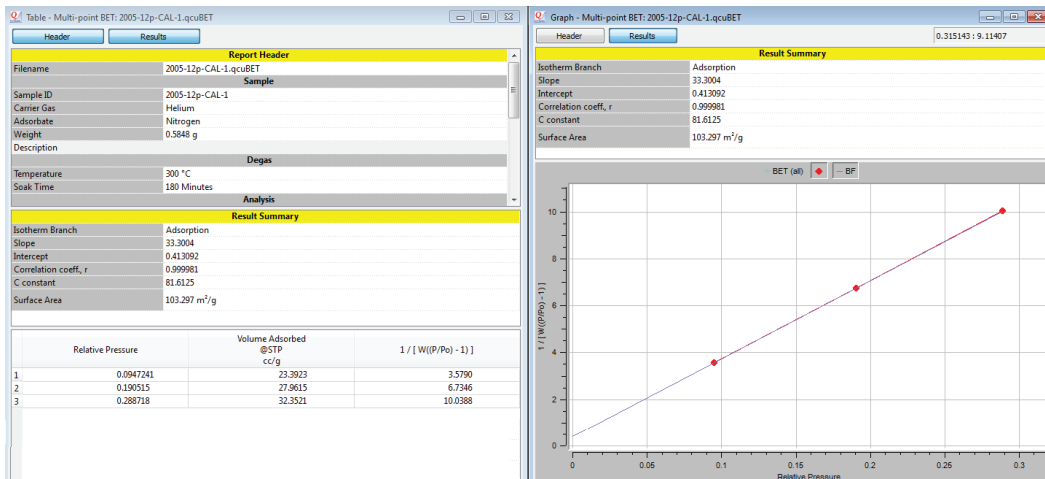 Table - Multi-point BET: 2005-12p-CAL-1.qcuBET
Header Results
Report Header
Filename 2005-12p-CAL-1.qcuBET
Sample
Sample ID 2005-12p-CAL-1
Carrier Gas Helium
Adsorbate Nitrogen
Weight 0.5848 g
Description
Degas
Temperature 300 °C
Soak Time 180 Minutes
Analysis
Result Summary
Isotherm Branch Adsorption
Slope 33.3004
Intercept 0.413092
Correlation coeff., r 0.999981
C constant 81.6125
Surface Area 103.297 m²/g
Relative Pressure Volume Adsorbed @STP cc/g 1 / [ W((P/Po) - 1) ]
1 0.0947241 23.3923 3.5790
2 0.190515 27.9615 6.7346
3 0.288718 32.3521 10.0388
Graph - Multi-point BET: 2005-12p-CAL-1.qcuBET
Header Results 0.315143 : 9.11407
Result Summary
Isotherm Branch Adsorption
Slope 33.3004
Intercept 0.413092
Correlation coeff., r 0.999981
C constant 81.6125
Surface Area 103.297 m²/g
BET (all) BF
1 / [ W((P/Po) - 1) ]
10
8
6
4
2
0
0 0.05 0.1 0.15 0.2 0.25 0.3
Relative Pressure